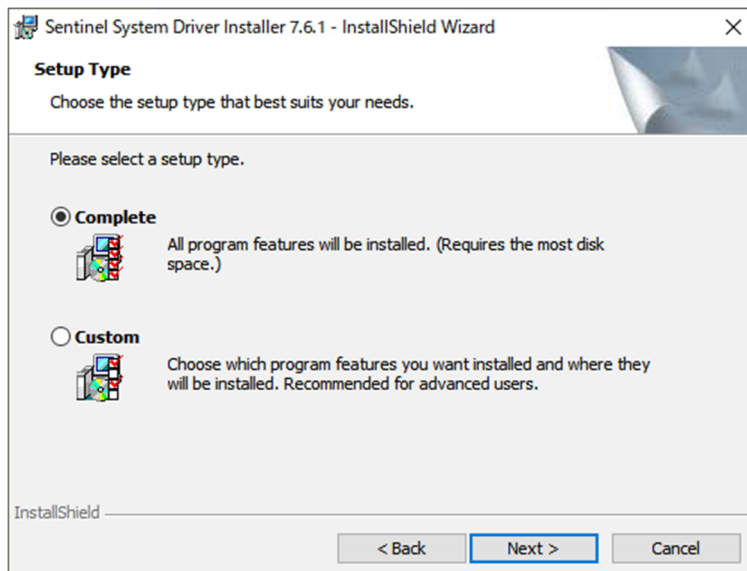 Sentinel System Driver Installer 7.6.1 - InstallShield Wizard
Setup Type
Choose the setup type that best suits your needs.
Please select a setup type.
Complete
All program features will be installed. (Requires the most disk
space.)
Custom
Choose which program features you want installed and where they
will be installed. Recommended for advanced users.
InstallShield
< Back
Next >
Cancel